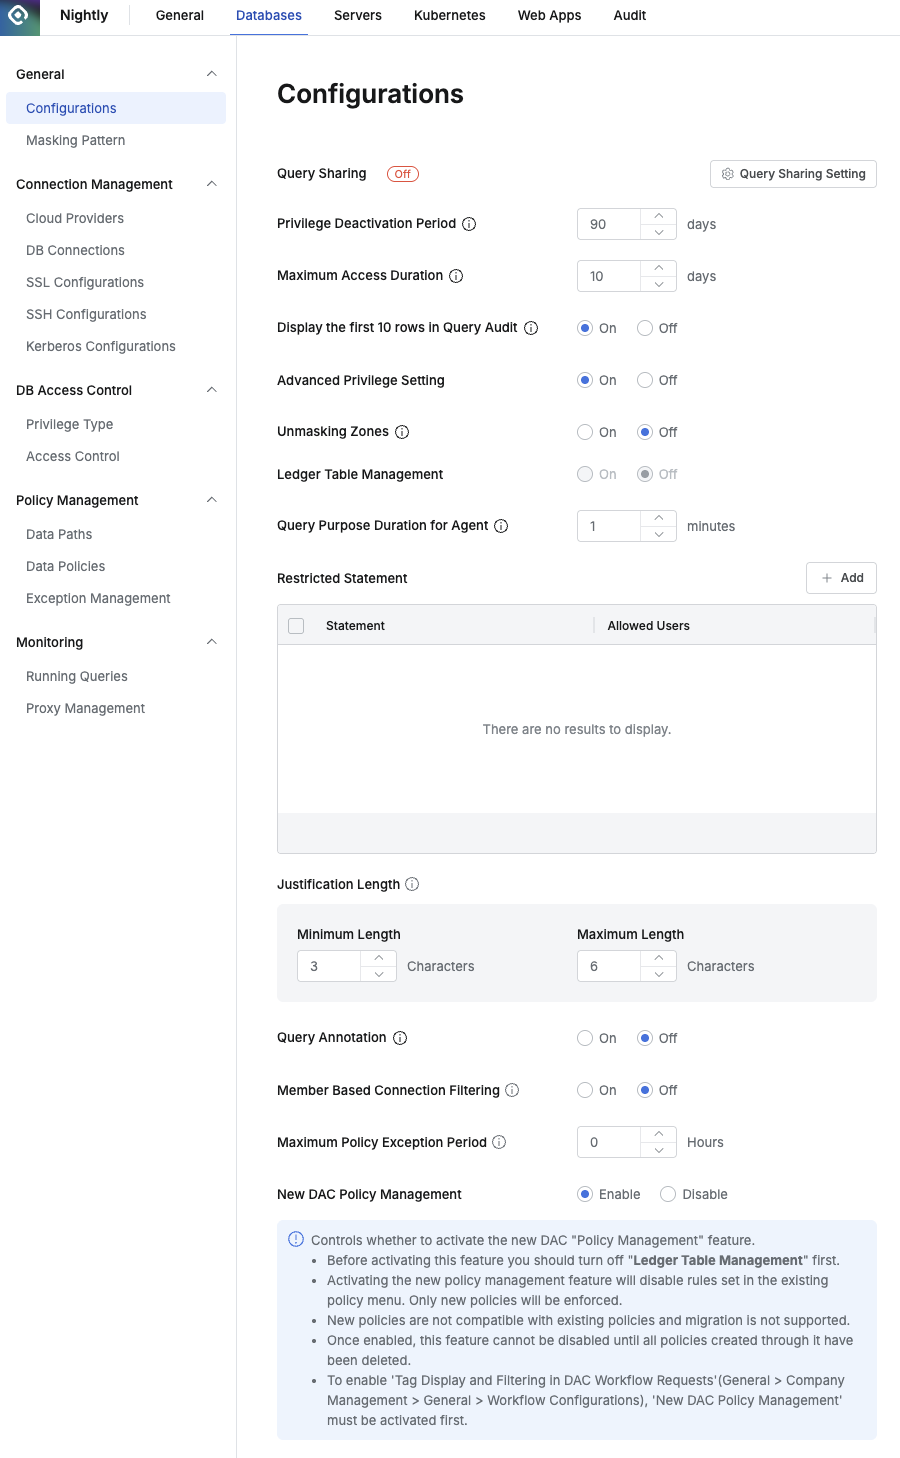 Nightly
General
Databases
Servers
Kubernetes
Web Apps
Audit
General
Configurations
Masking Pattern
Connection Management
Cloud Providers
DB Connections
SSL Configurations
SSH Configurations
Kerberos Configurations
DB Access Control
Privilege Type
Access Control
Policy Management
Data Paths
Data Policies
Exception Management
Monitoring
Running Queries
Proxy Management
Configurations
Query Sharing Off Query Sharing Setting
Privilege Deactivation Period 90 days
Maximum Access Duration 10 days
Display the first 10 rows in Query Audit On Off
Advanced Privilege Setting On Off
Unmasking Zones On Off
Ledger Table Management On Off
Query Purpose Duration for Agent 1 minutes
Restricted Statement + Add
Statement Allowed Users
There are no results to display.
Justification Length
Minimum Length Maximum Length
3 Characters 6 Characters
Query Annotation On Off
Member Based Connection Filtering On Off
Maximum Policy Exception Period 0 Hours
New DAC Policy Management Enable Disable
Controls whether to activate the new DAC "Policy Management" feature.
• Before activating this feature you should turn off "Ledger Table Management" first.
• Activating the new policy management feature will disable rules set in the existing
policy menu. Only new policies will be enforced.
• New policies are not compatible with existing policies and migration is not supported.
• Once enabled, this feature cannot be disabled until all policies created through it have
been deleted.
• To enable 'Tag Display and Filtering in DAC Workflow Requests'(General > Company
Management > General > Workflow Configurations), 'New DAC Policy Management'
must be activated first.